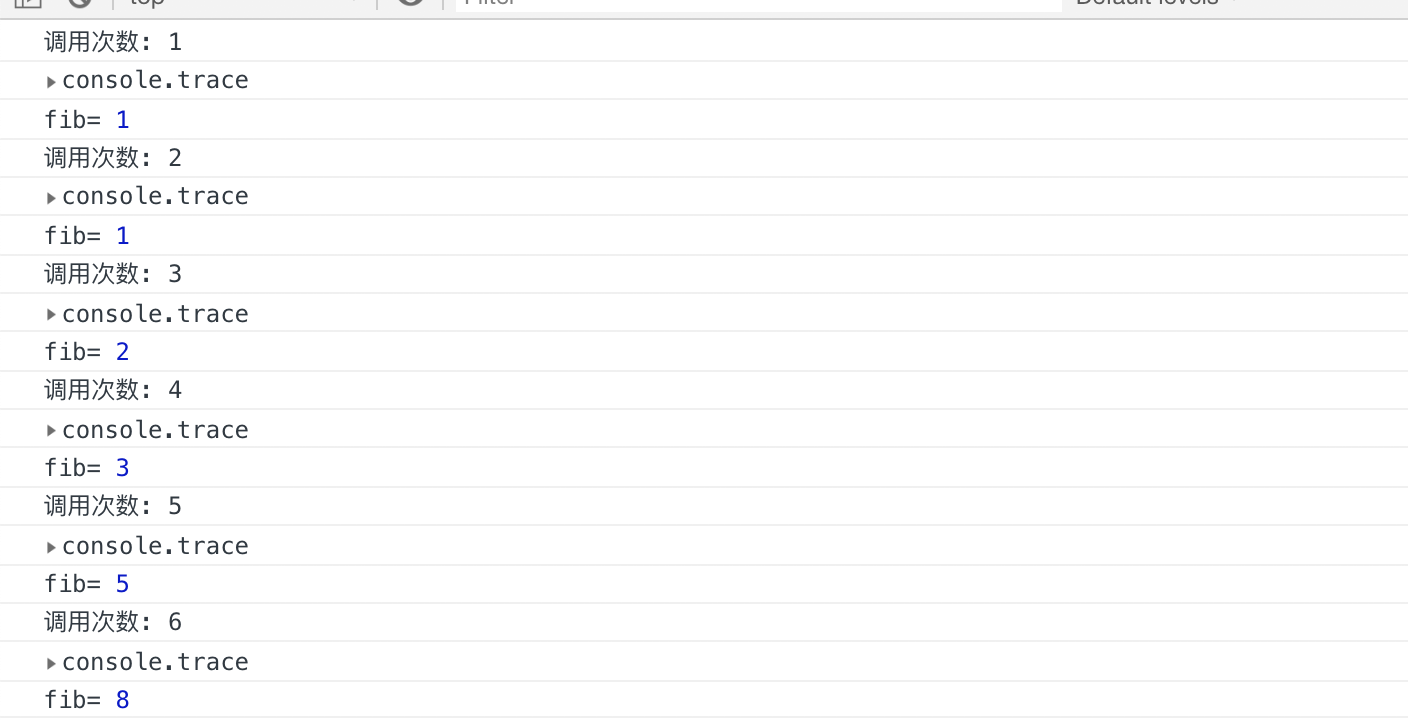 top Filter Default levels
调用次数: 1
console.trace
fib= 1
调用次数: 2
console.trace
fib= 1
调用次数: 3
console.trace
fib= 2
调用次数: 4
console.trace
fib= 3
调用次数: 5
console.trace
fib= 5
调用次数: 6
console.trace
fib= 8